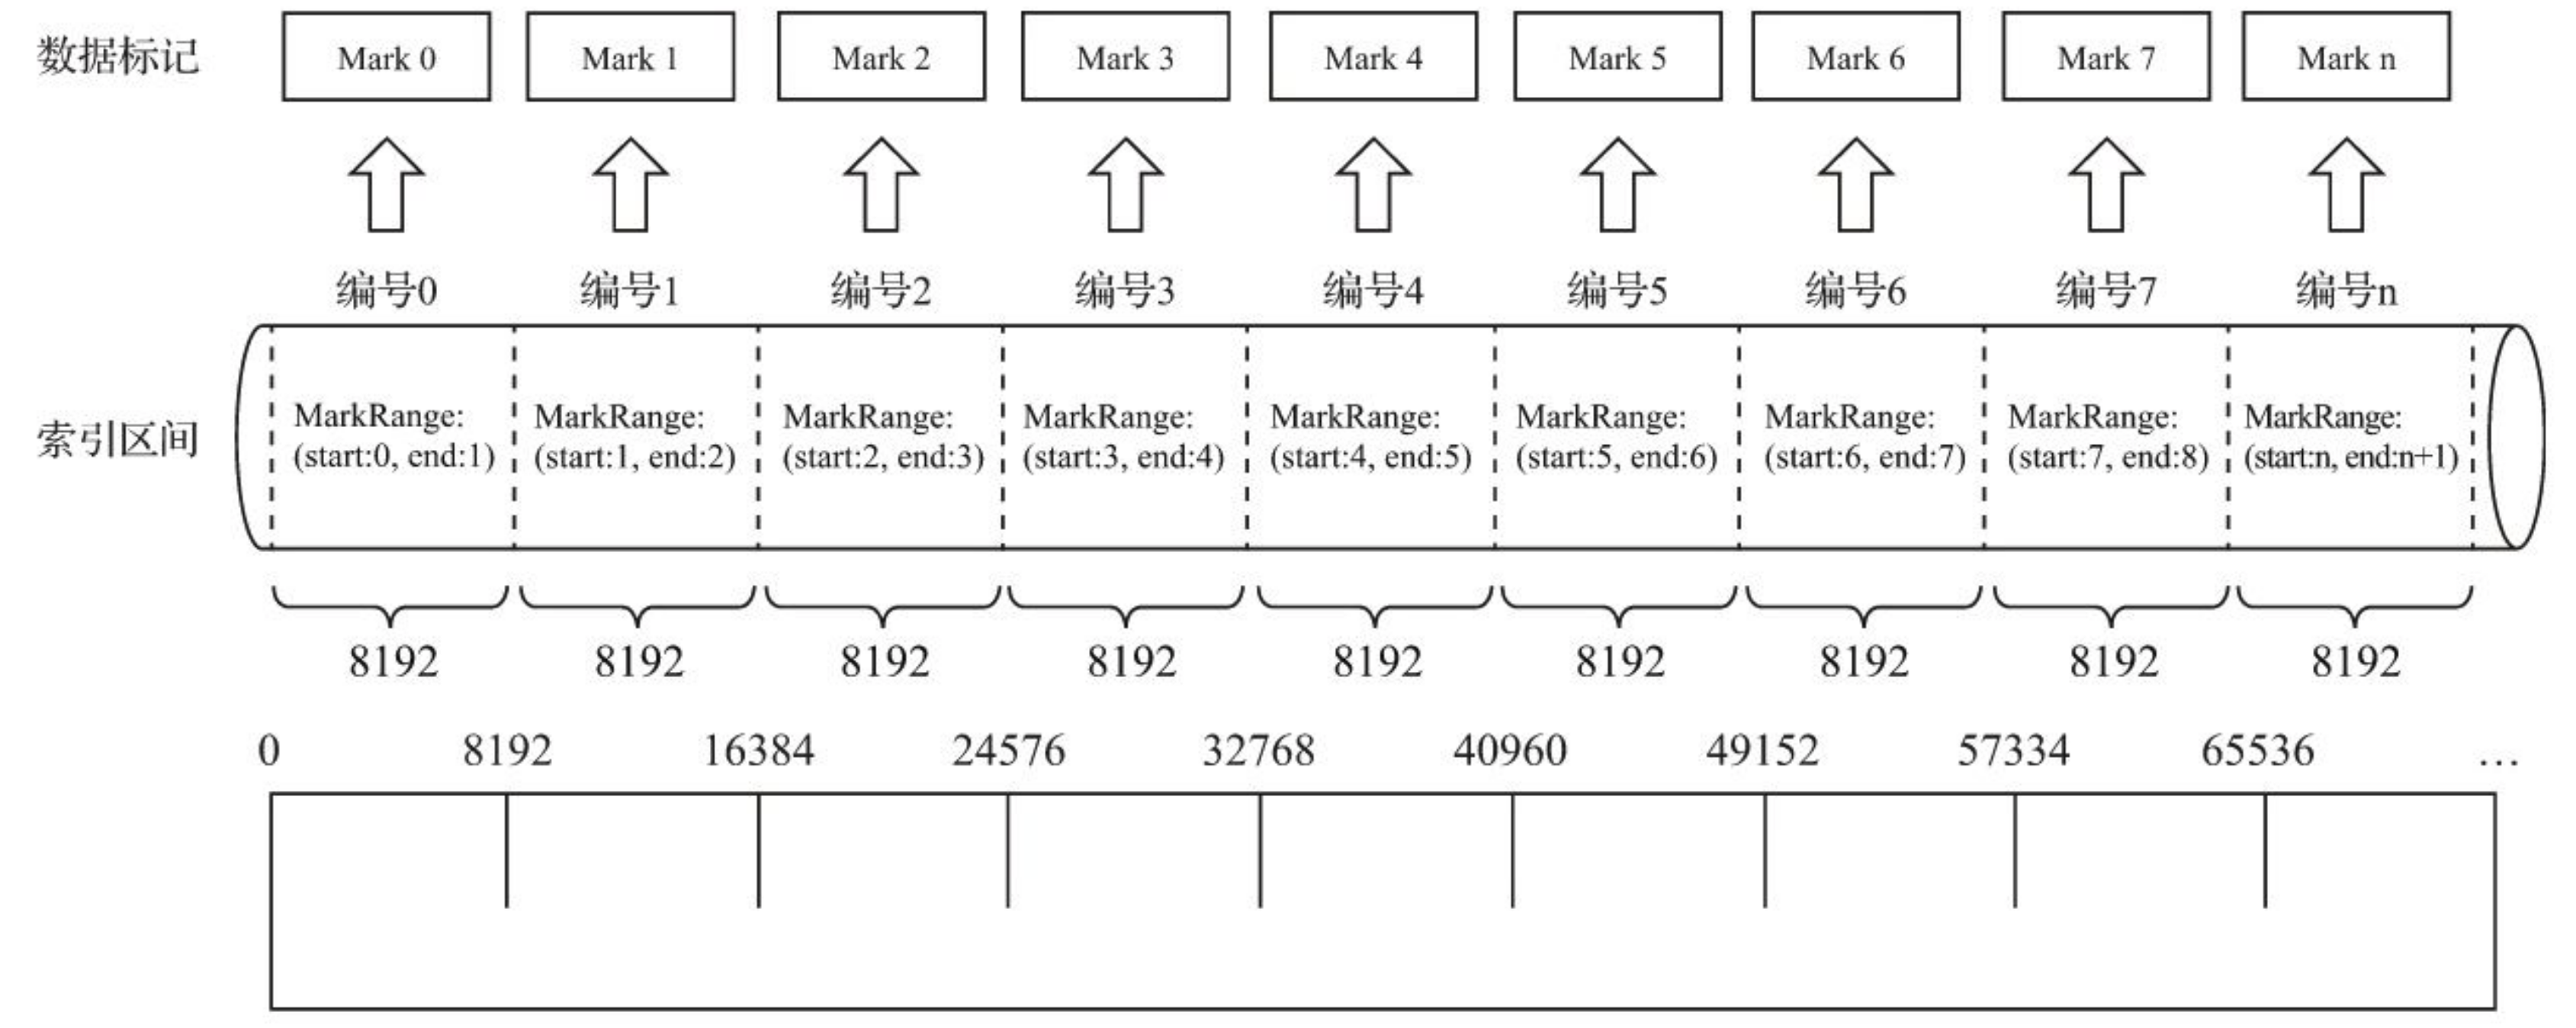 数据标记 Mark 0 Mark 1 Mark 2 Mark 3 Mark 4 Mark 5 Mark 6 Mark 7 Mark n
编号0 编号1 编号2 编号3 编号4 编号5 编号6 编号7 编号n
索引区间
MarkRange: MarkRange: MarkRange: MarkRange: MarkRange: MarkRange: MarkRange: MarkRange: MarkRange:
(start:0, end:1) (start:1, end:2) (start:2, end:3) (start:3, end:4) (start:4, end:5) (start:5, end:6) (start:6, end:7) (start:7, end:8) (start:n, end:n+1)
8192 8192 8192 8192 8192 8192 8192 8192 8192
0 8192 16384 24576 32768 40960 49152 57334 65536 …